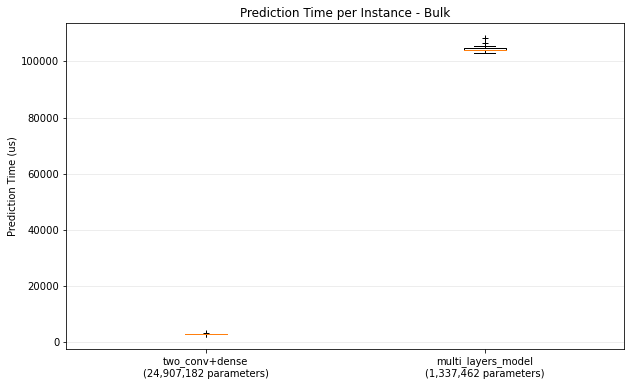 Prediction Time per Instance - Bulk
Prediction Time (us)
100000
80000
60000
40000
20000
0
two_conv+dense
(24,907,182 parameters)
multi_layers_model
(1,337,462 parameters)